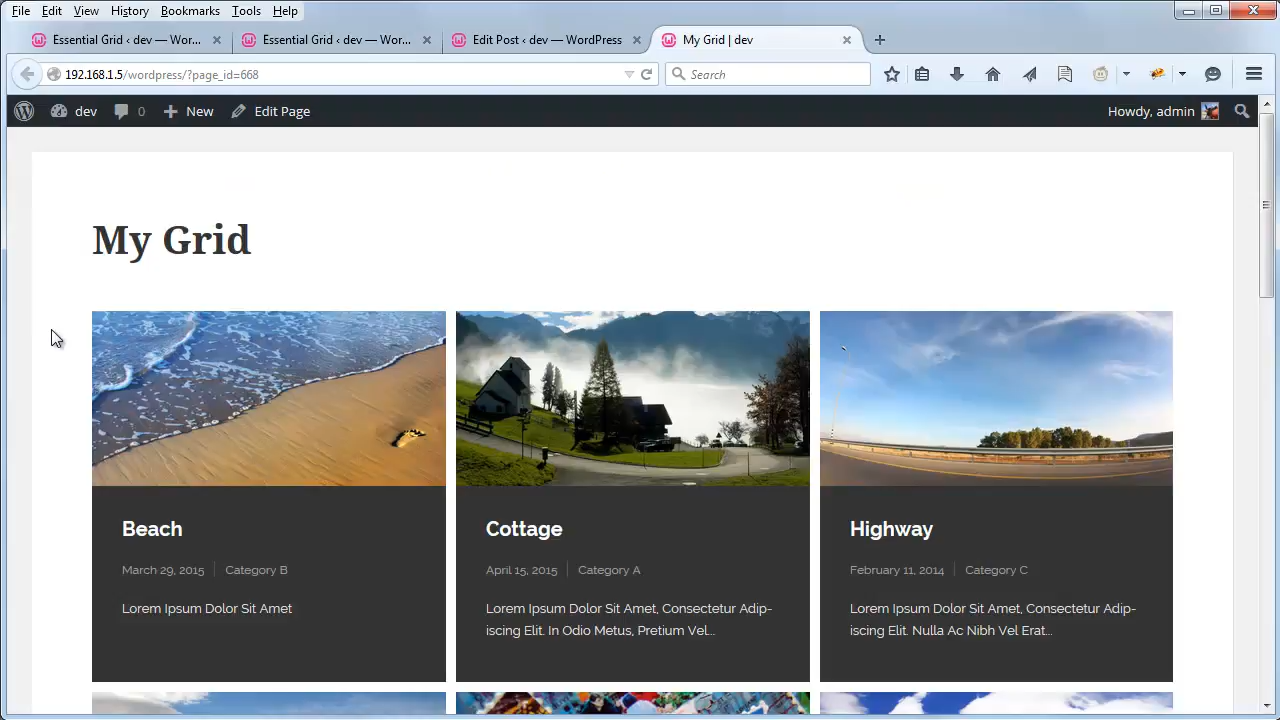 File Edit View History Bookmarks Tools Help
Essential Grid ‹ dev — Wor...
Essential Grid ‹ dev — Wor...
Edit Post ‹ dev — WordPress
My Grid | dev
192.168.1.5/wordpress/?page_id=668
Search
dev 0 New Edit Page
Howdy, admin
My Grid
Beach
March 29, 2015 Category B
Lorem Ipsum Dolor Sit Amet
Cottage
April 15, 2015 Category A
Lorem Ipsum Dolor Sit Amet, Consectetur Adip-
iscing Elit. In Odio Metus, Pretium Vel...
Highway
February 11, 2014 Category C
Lorem Ipsum Dolor Sit Amet, Consectetur Adip-
iscing Elit. Nulla Ac Nibh Vel Erat...